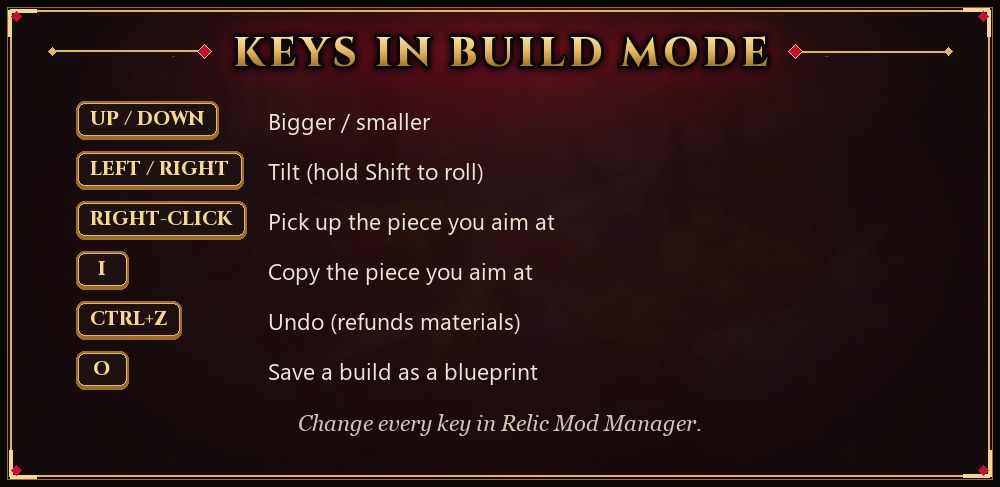 KEYS IN BUILD MODE
UP / DOWN Bigger / smaller
LEFT / RIGHT Tilt (hold Shift to roll)
RIGHT-CLICK Pick up the piece you aim at
I Copy the piece you aim at
CTRL+Z Undo (refunds materials)
O Save a build as a blueprint
Change every key in Relic Mod Manager.